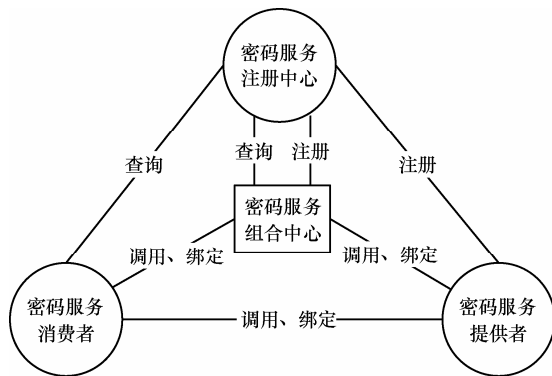 密码服务
注册中心
查询
查询
注册
注册
密码服务
组合中心
调用、绑定
调用、绑定
密码服务
消费者
调用、绑定
密码服务
提供者